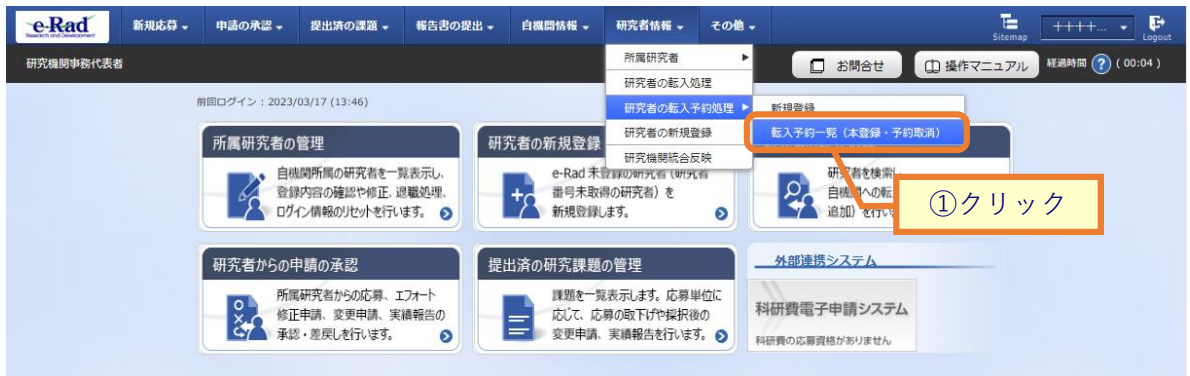 e-Rad
Research and Development
新規応募
申請の承認
提出済の課題
報告書の提出
自機関情報
研究者情報
その他
Sitemap
++++...
Logout
研究機関事務代表者
お問合せ
操作マニュアル
経過時間 ? ( 00:04 )
所属研究者
研究者の転入処理
研究者の転入予約処理
研究者の新規登録
研究機関統合反映
新規登録
転入予約一覧（本登録・予約取消）
前回ログイン : 2023/03/17 (13:46)
所属研究者の管理
自機関所属の研究者を一覧表示し、
登録内容の確認や修正、退職処理、
ログイン情報のリセットを行います。
研究者の新規登録
e-Rad 未登録の研究者（研究者
番号未取得の研究者）を
新規登録します。
研究者を検索し、
自機関への転
追加）を行い
①クリック
研究者からの申請の承認
所属研究者からの応募、エフォート
修正申請、変更申請、実績報告の
承認・差戻しを行います。
提出済の研究課題の管理
課題を一覧表示します。応募単位に
応じて、応募の取下げや採択後の
変更申請、実績報告を行います。
外部連携システム
科研費電子申請システム
科研費の応募資格がありません